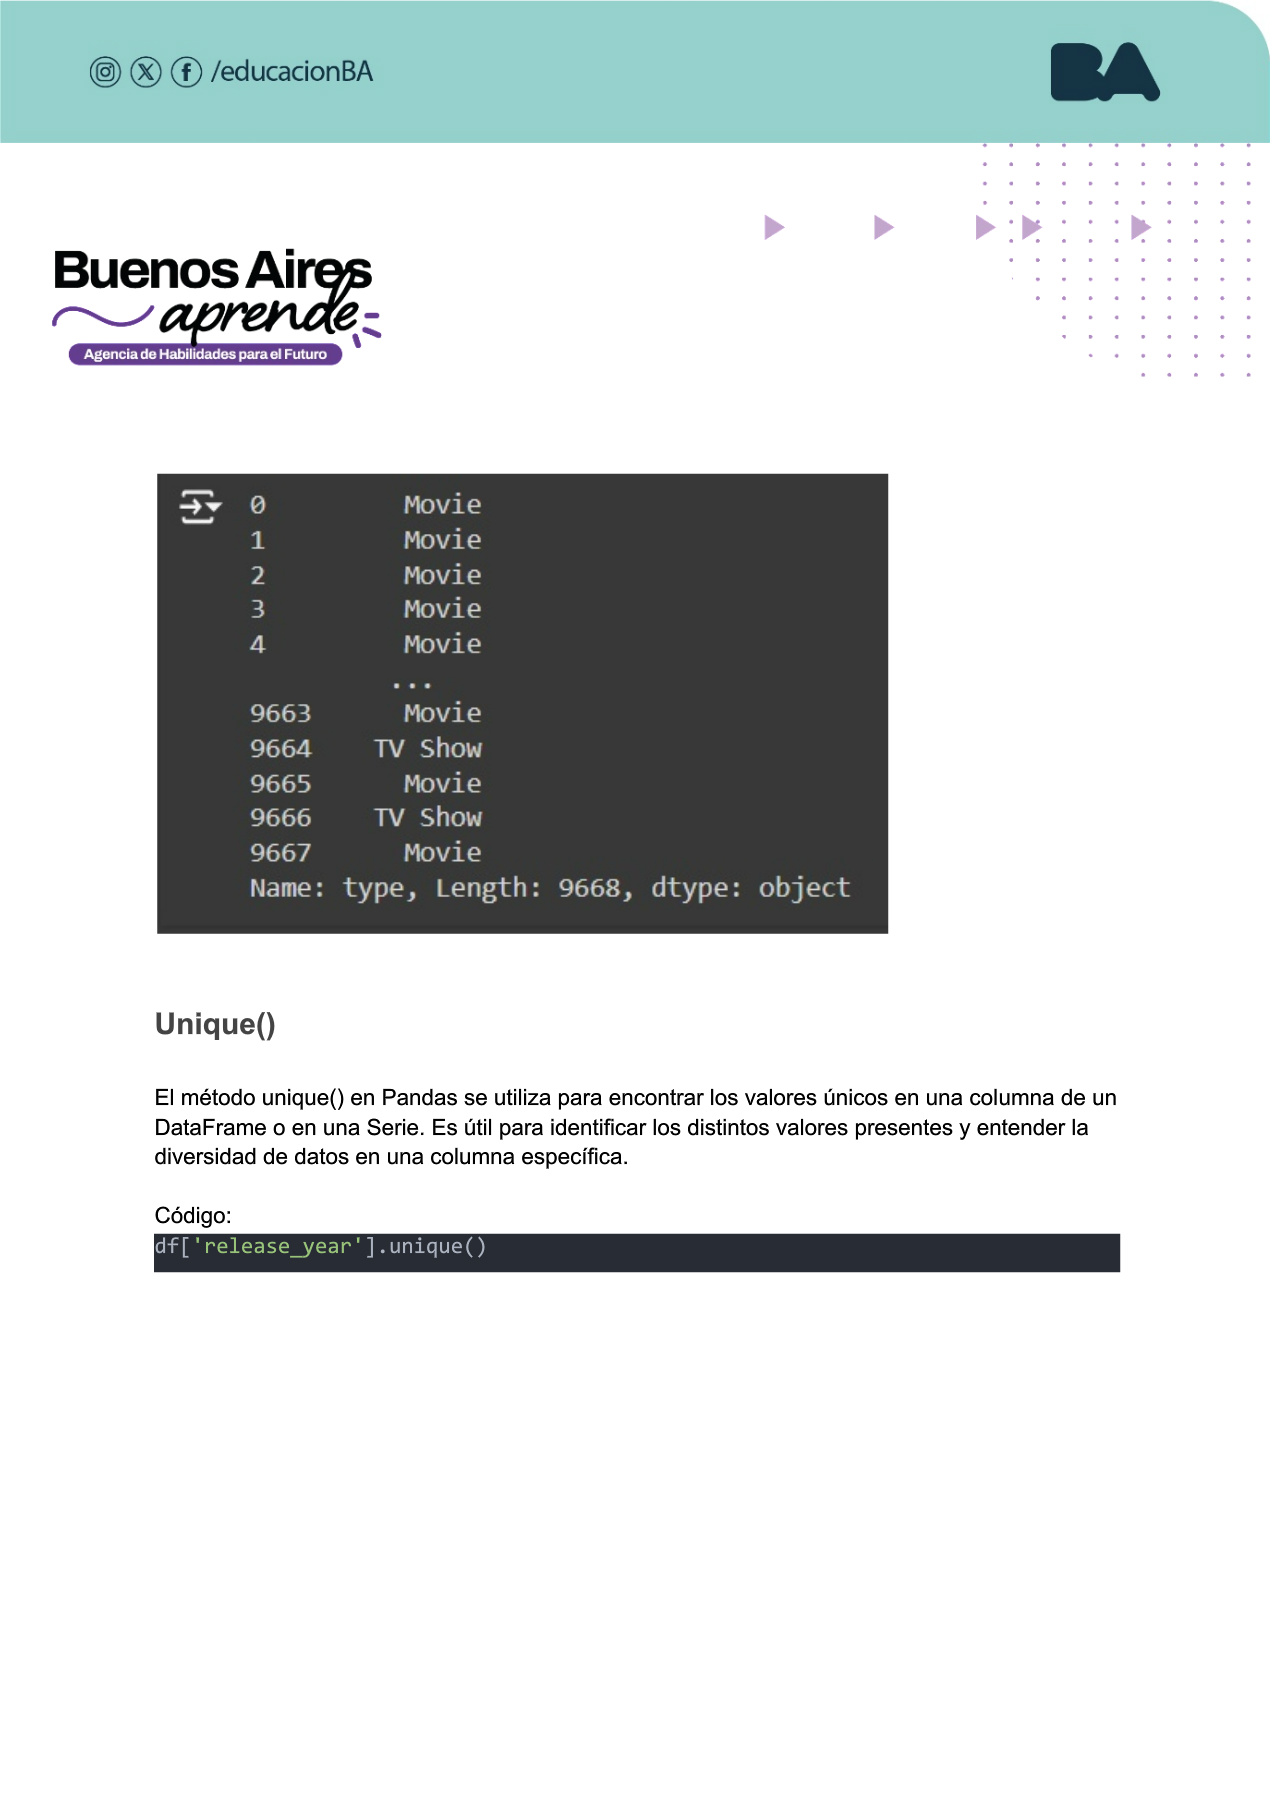 /educacionBA
BA
Buenos Aires
aprende
Agencia de Habilidades para el Futuro
0 Movie
1 Movie
2 Movie
3 Movie
4 Movie
...
9663 Movie
9664 TV Show
9665 Movie
9666 TV Show
9667 Movie
Name: type, Length: 9668, dtype: object
Unique()
El método unique() en Pandas se utiliza para encontrar los valores únicos en una columna de un
DataFrame o en una Serie. Es útil para identificar los distintos valores presentes y entender la
diversidad de datos en una columna específica.
Código:
df['release_year'].unique()